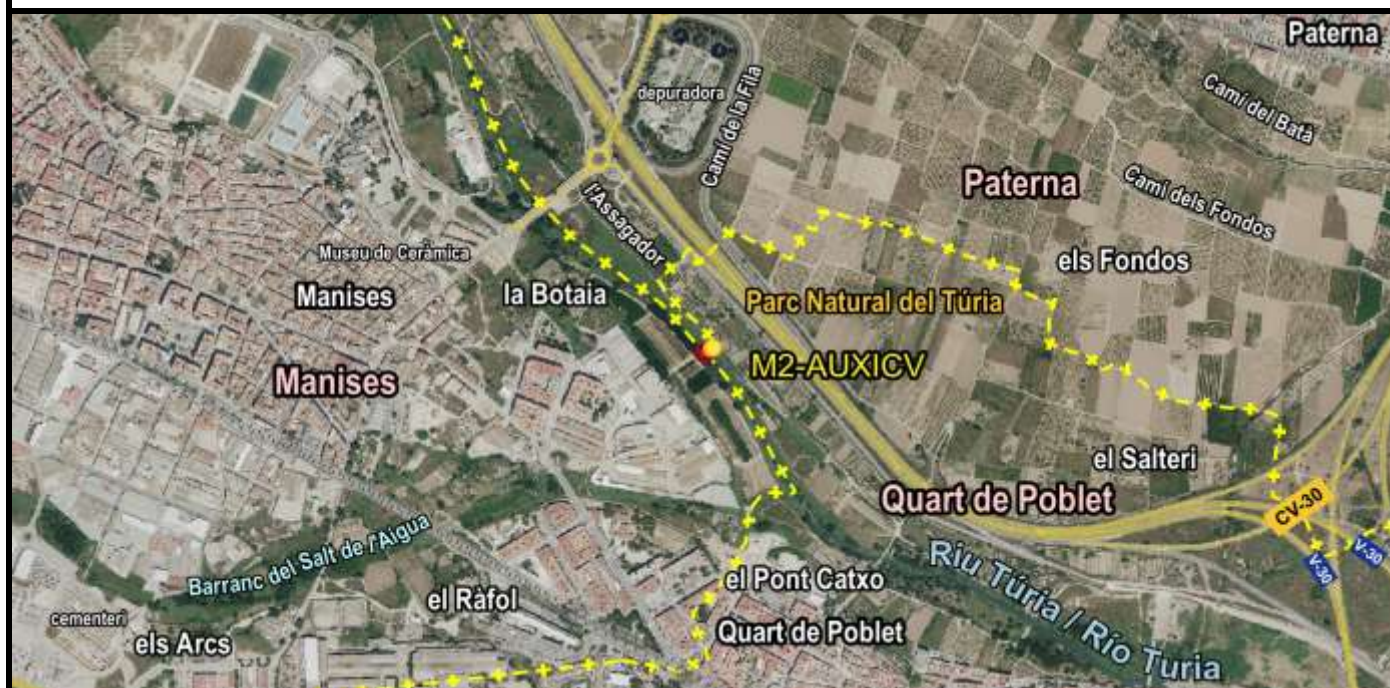 Paterna
depuradora
Camí de la Fila
Camí del Batà
Paterna
Camí dels Fondos
l'Assagador
Museu de Ceràmica
els Fondos
Manises
la Botaia
Parc Natural del Túria
M2-AUXICV
Manises
el Salteri
Quart de Poblet
CV-30
V-30
V-30
Barranc del Salt de l'Aigua
Riu Túria / Río Turia
el Pont Catxo
el Ràfol
cementeri
els Arcs
Quart de Poblet